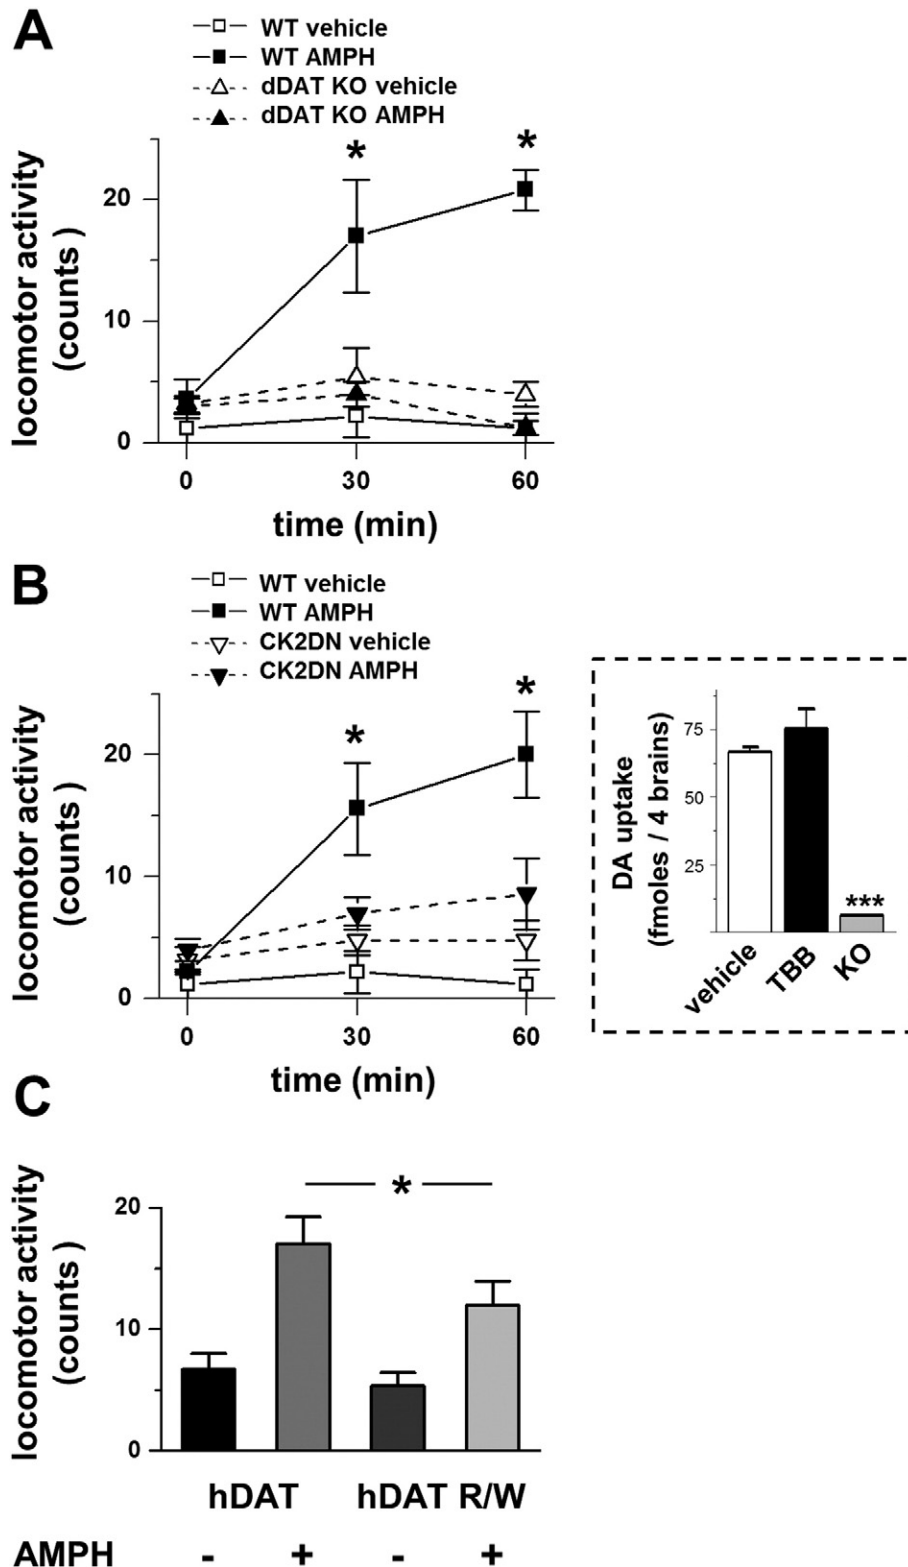 A
WT vehicle
WT AMPH
dDAT KO vehicle
dDAT KO AMPH
locomotor activity
(counts )
20
10
0
*
*
0 30 60
time (min)
B
WT vehicle
WT AMPH
CK2DN vehicle
CK2DN AMPH
locomotor activity
(counts )
20
10
0
*
*
0 30 60
time (min)
DA uptake
(fmoles / 4 brains)
75
50
25
***
vehicle TBB KO
C
locomotor activity
(counts )
20
10
0
*
hDAT hDAT R/W
AMPH - + - +